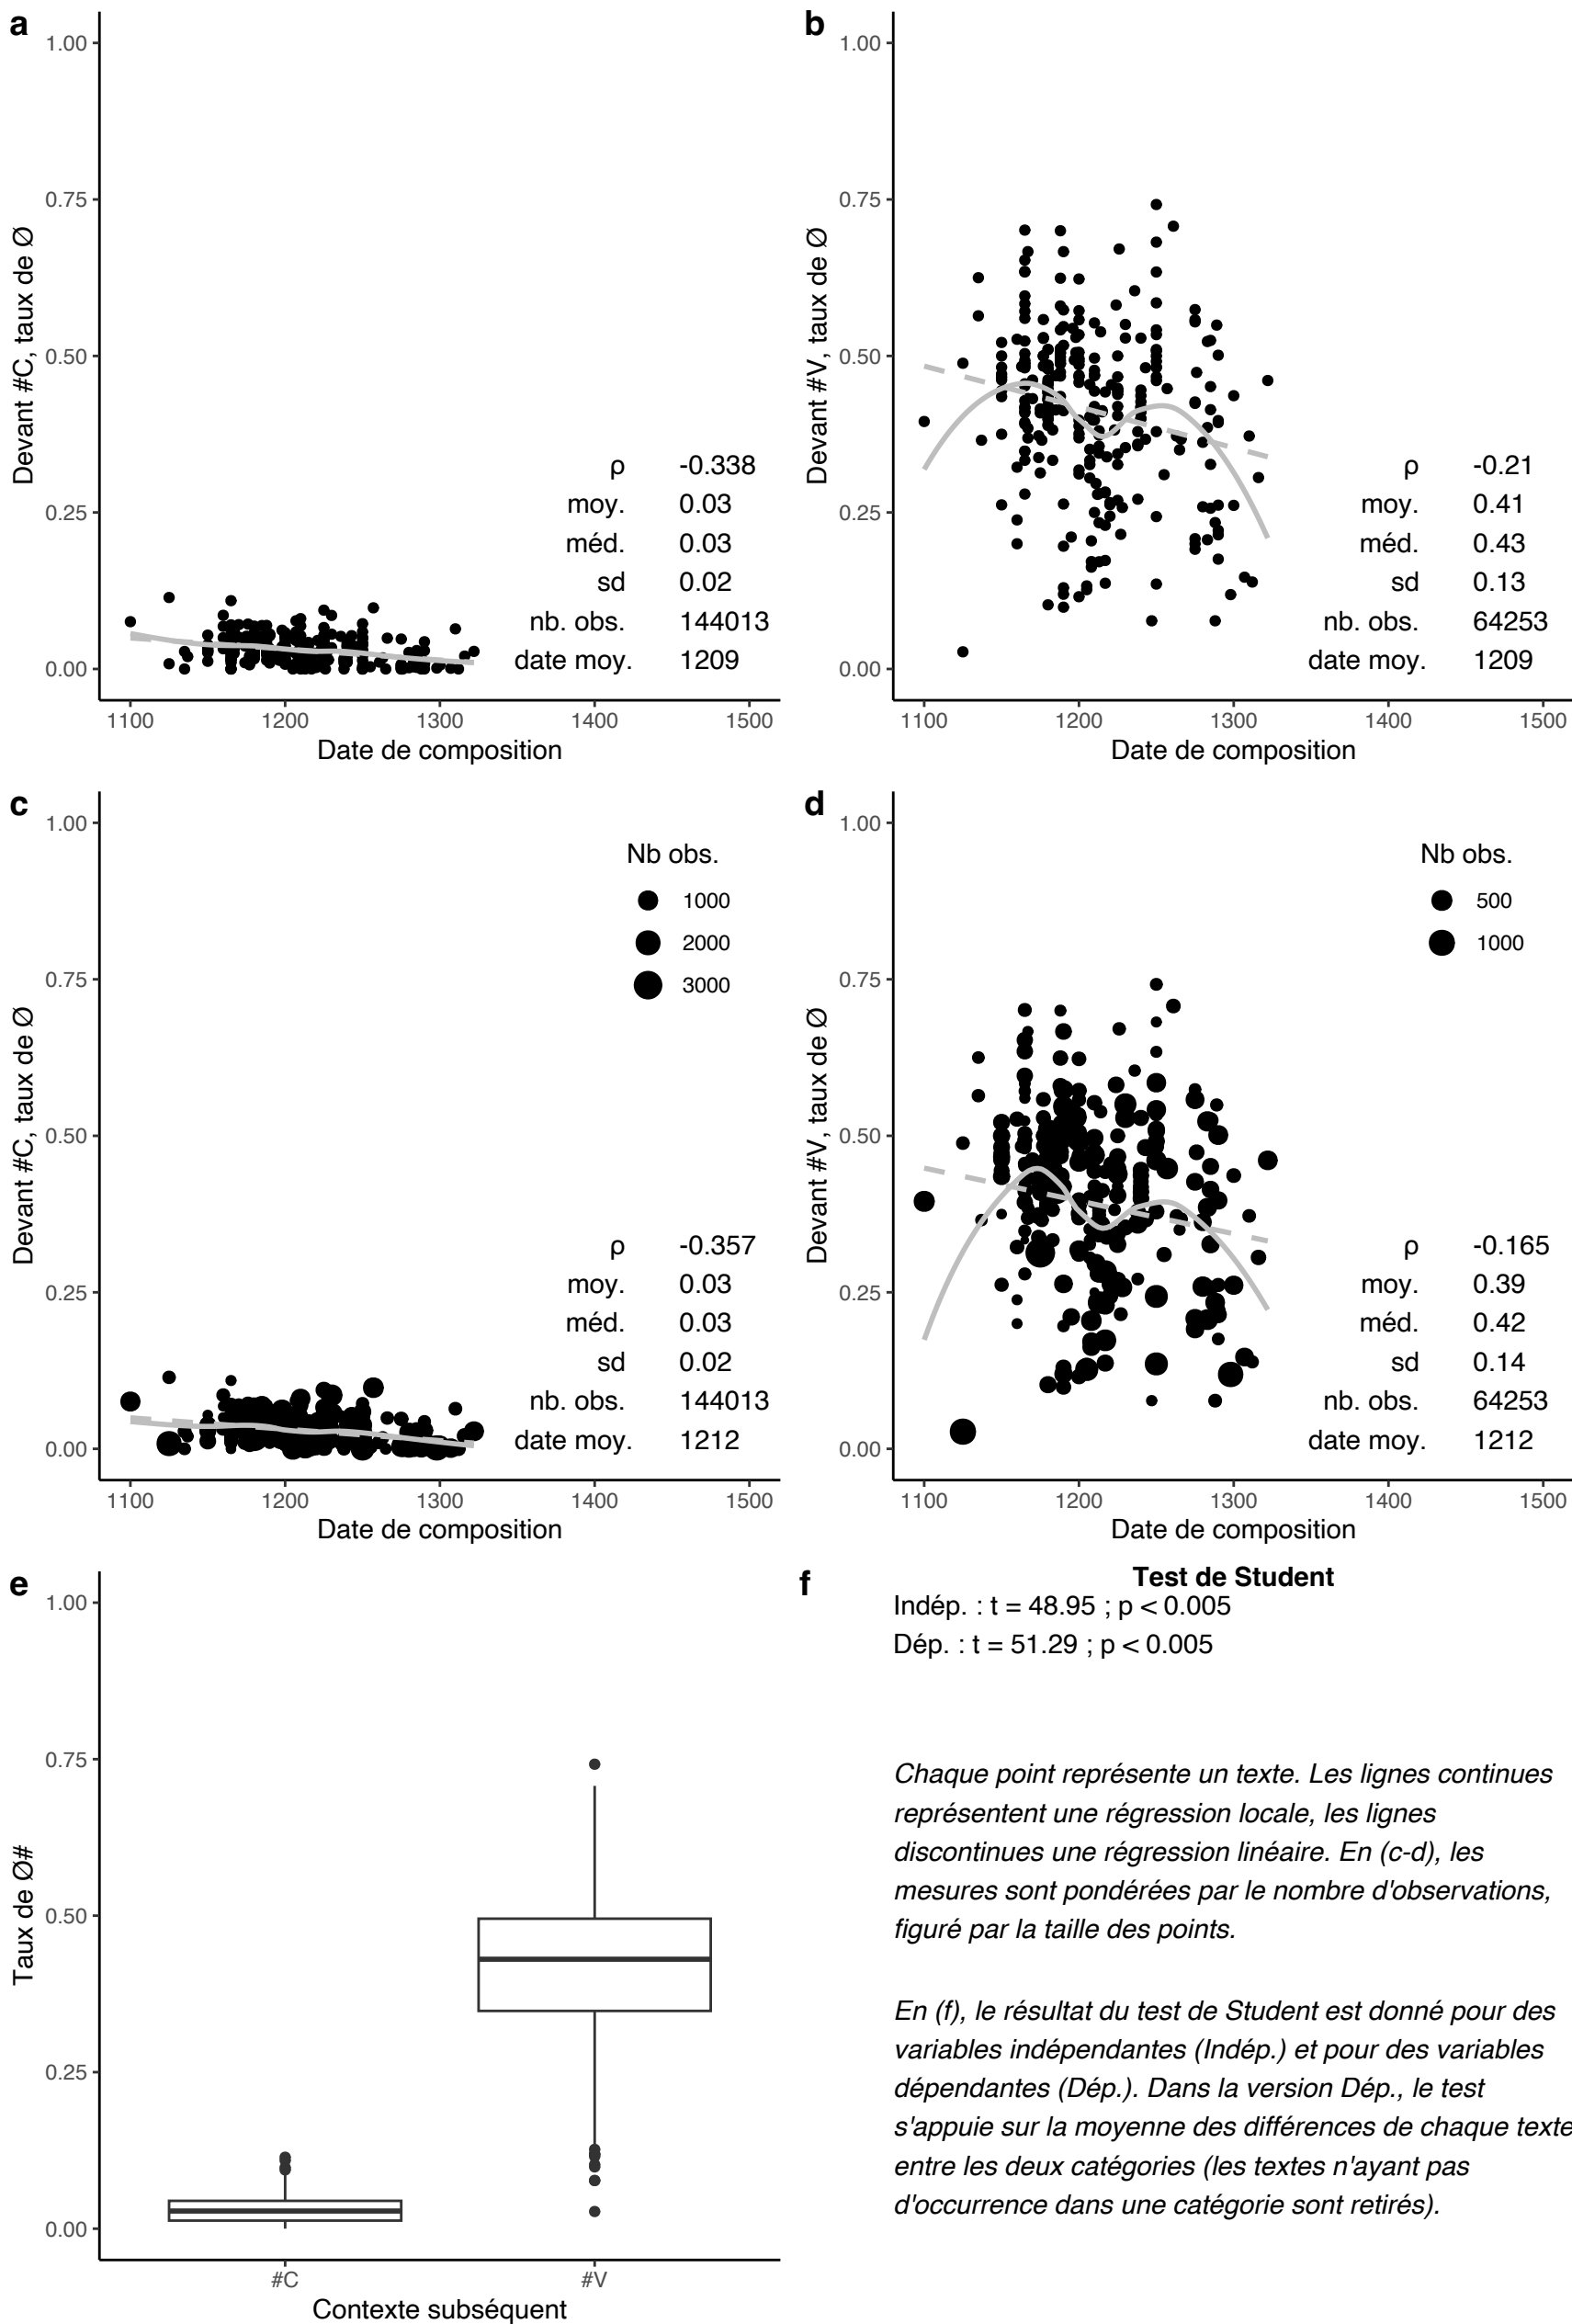 a
1.00
0.75
0.50
0.25
0.00
Devant #C, taux de Ø
ρ -0.338
moy. 0.03
méd. 0.03
sd 0.02
nb. obs. 144013
date moy. 1209
1100 1200 1300 1400 1500
Date de composition
b
1.00
0.75
0.50
0.25
0.00
Devant #V, taux de Ø
ρ -0.21
moy. 0.41
méd. 0.43
sd 0.13
nb. obs. 64253
date moy. 1209
1100 1200 1300 1400 1500
Date de composition
c
1.00
0.75
0.50
0.25
0.00
Devant #C, taux de Ø
Nb obs.
1000
2000
3000
ρ -0.357
moy. 0.03
méd. 0.03
sd 0.02
nb. obs. 144013
date moy. 1212
1100 1200 1300 1400 1500
Date de composition
d
1.00
0.75
0.50
0.25
0.00
Devant #V, taux de Ø
Nb obs.
500
1000
ρ -0.165
moy. 0.39
méd. 0.42
sd 0.14
nb. obs. 64253
date moy. 1212
1100 1200 1300 1400 1500
Date de composition
e
1.00
0.75
0.50
0.25
0.00
Taux de Ø#
#C #V
Contexte subséquent
f
Test de Student
Indép. : t = 48.95 ; p < 0.005
Dép. : t = 51.29 ; p < 0.005
Chaque point représente un texte. Les lignes continues
représentent une régression locale, les lignes
discontinues une régression linéaire. En (c-d), les
mesures sont pondérées par le nombre d'observations,
figuré par la taille des points.
En (f), le résultat du test de Student est donné pour des
variables indépendantes (Indép.) et pour des variables
dépendantes (Dép.). Dans la version Dép., le test
s'appuie sur la moyenne des différences de chaque texte
entre les deux catégories (les textes n'ayant pas
d'occurrence dans une catégorie sont retirés).